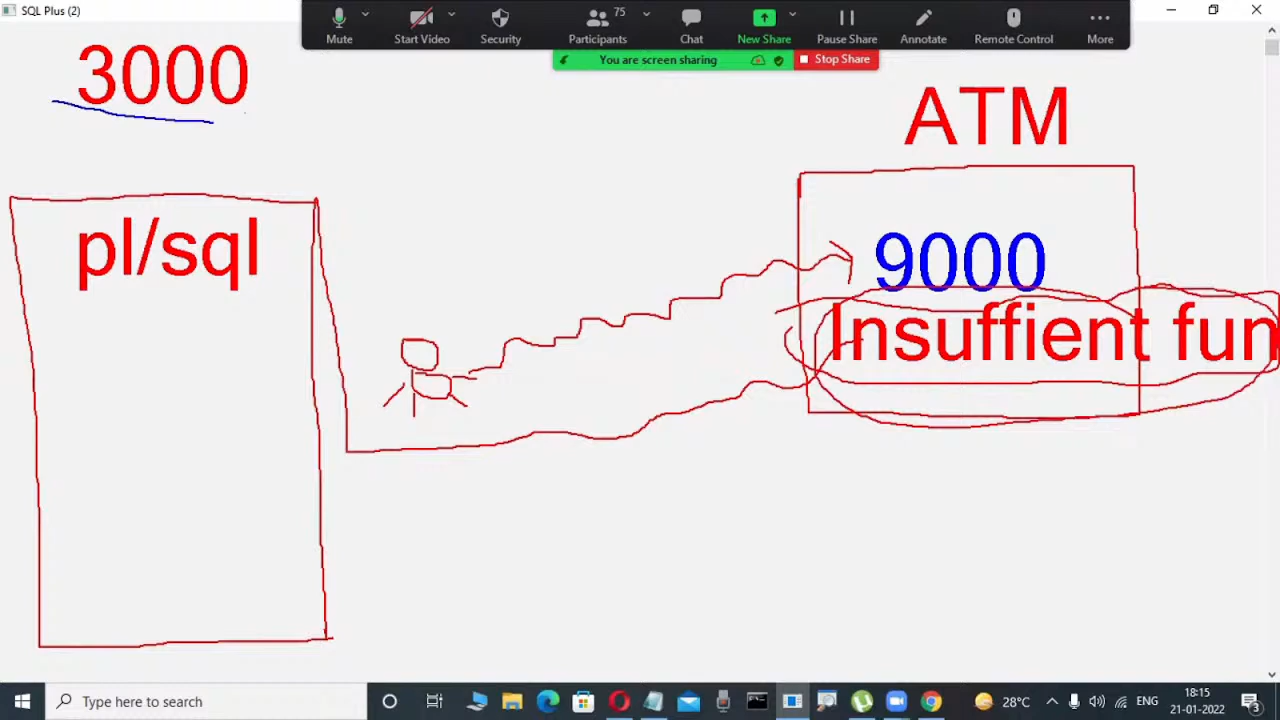 SQL Plus (2)
75
Mute
Start Video
Security
Participants
Chat
New Share
Pause Share
Annotate
Remote Control
More
You are screen sharing
Stop Share
3000
ATM
pl/sql
9000
Insuffient fun
Type here to search
28°C
ENG
18:15
21-01-2022
3